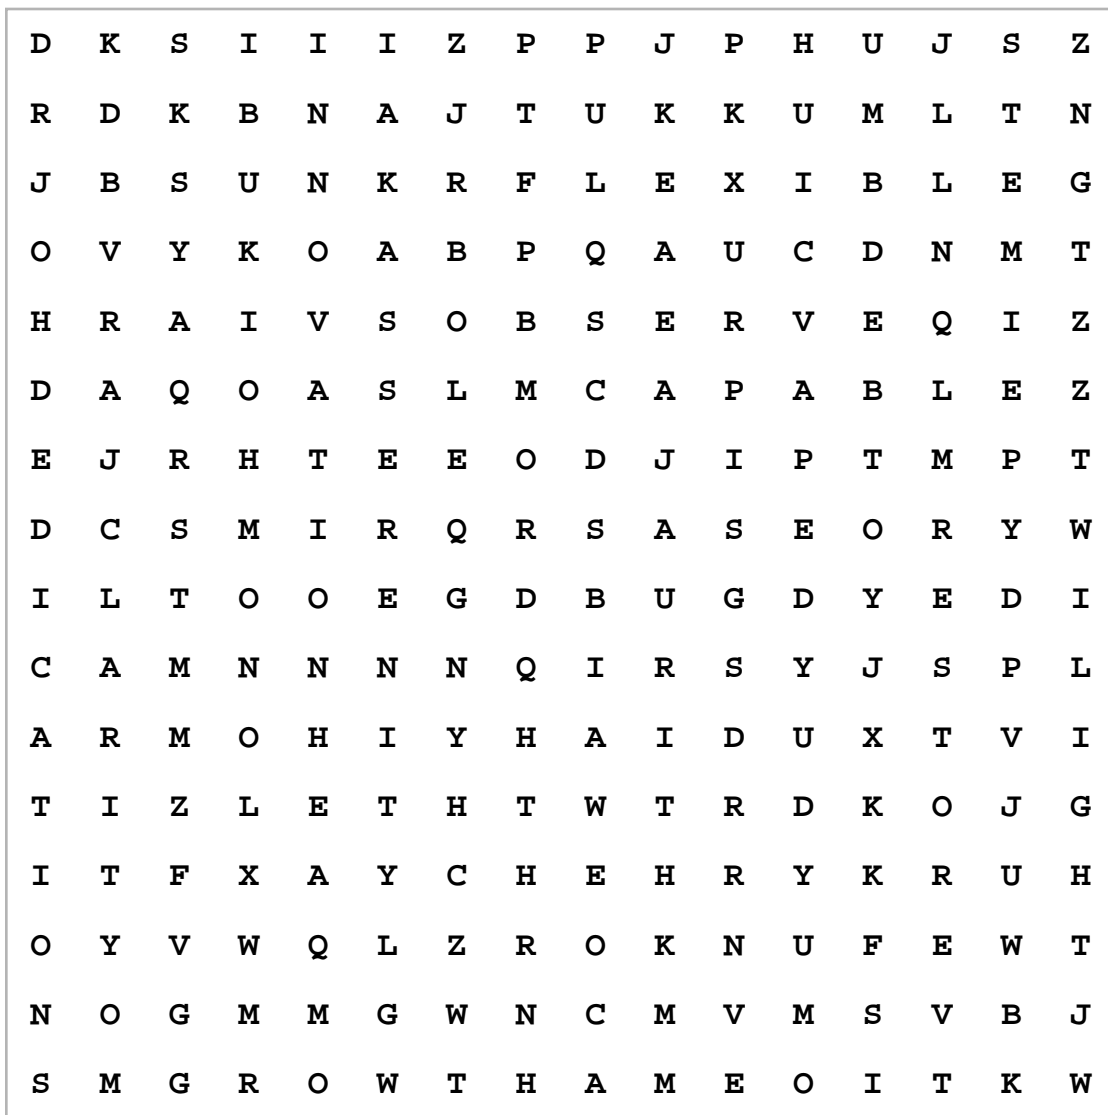 D K S I I I Z P P J P H U J S Z
R D K B N A J T U K K U M L T N
J B S U N K R F L E X I B L E G
O V Y K O A B P Q A U C D N M T
H R A I V S O B S E R V E Q I Z
D A Q O A S L M C A P A B L E Z
E J R H T E E O D J I P T M P T
D C S M I R Q R S A S E O R Y W
I L T O O E G D B U G D Y E D I
C A M N N N N Q I R S Y J S P L
A R M O H I Y H A I D U X T V I
T I Z L E T H T W T R D K O J G
I T F X A Y C H E H R Y K R U H
O Y V W Q L Z R O K N U F E W T
N O G M M G W N C M V M S V B J
S M G R O W T H A M E O I T K W